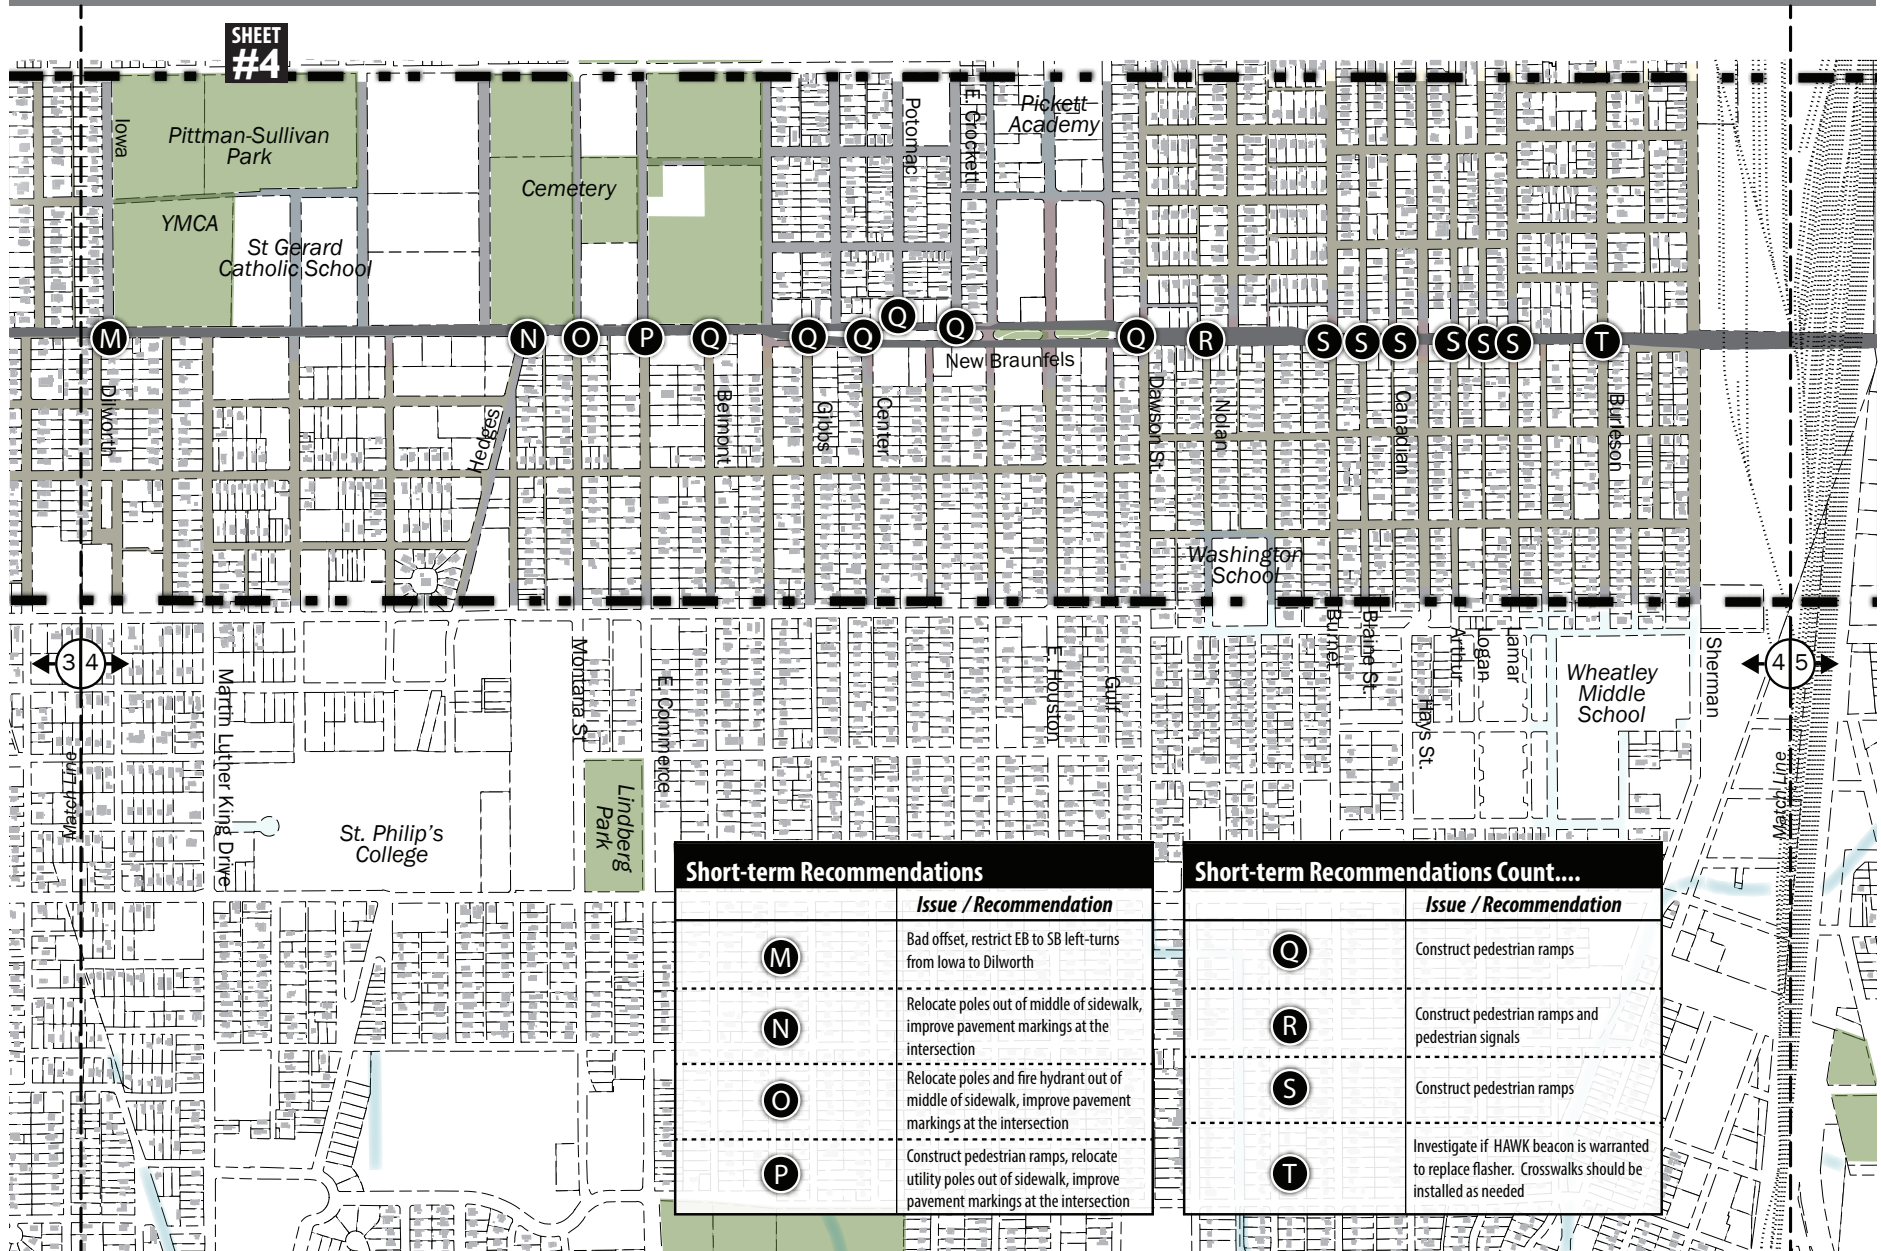 SHEET
#4
Iowa
Pittman-Sullivan
Park
YMCA
St Gerard
Catholic School
Cemetery
Potomac
E. Crockett
Pickett
Academy
M
N
O
P
Q
Q
Q
Q
Q
Q
R
S
S
S
S
S
S
T
New Braunfels
Dilworth
Hedges
Belmont
Gibbs
Center
Dawson St.
Nolan
Canadian
Burleson
Washington
School
3
4
4
5
Match Line
Match Line
Martin Luther King Drive
Montana St
E. Commerce
E. Houston
Gulf
Burnet
Blaine St.
Hays St.
Arthur
Logan
Lamar
Wheatley
Middle
School
Sherman
St. Philip's
College
Lindberg
Park
Short-term Recommendations
Issue / Recommendation
M
Bad offset, restrict EB to SB left-turns
from Iowa to Dilworth
N
Relocate poles out of middle of sidewalk,
improve pavement markings at the
intersection
O
Relocate poles and fire hydrant out of
middle of sidewalk, improve pavement
markings at the intersection
P
Construct pedestrian ramps, relocate
utility poles out of sidewalk, improve
pavement markings at the intersection
Short-term Recommendations Count....
Issue / Recommendation
Q
Construct pedestrian ramps
R
Construct pedestrian ramps and
pedestrian signals
S
Construct pedestrian ramps
T
Investigate if HAWK beacon is warranted
to replace flasher. Crosswalks should be
installed as needed